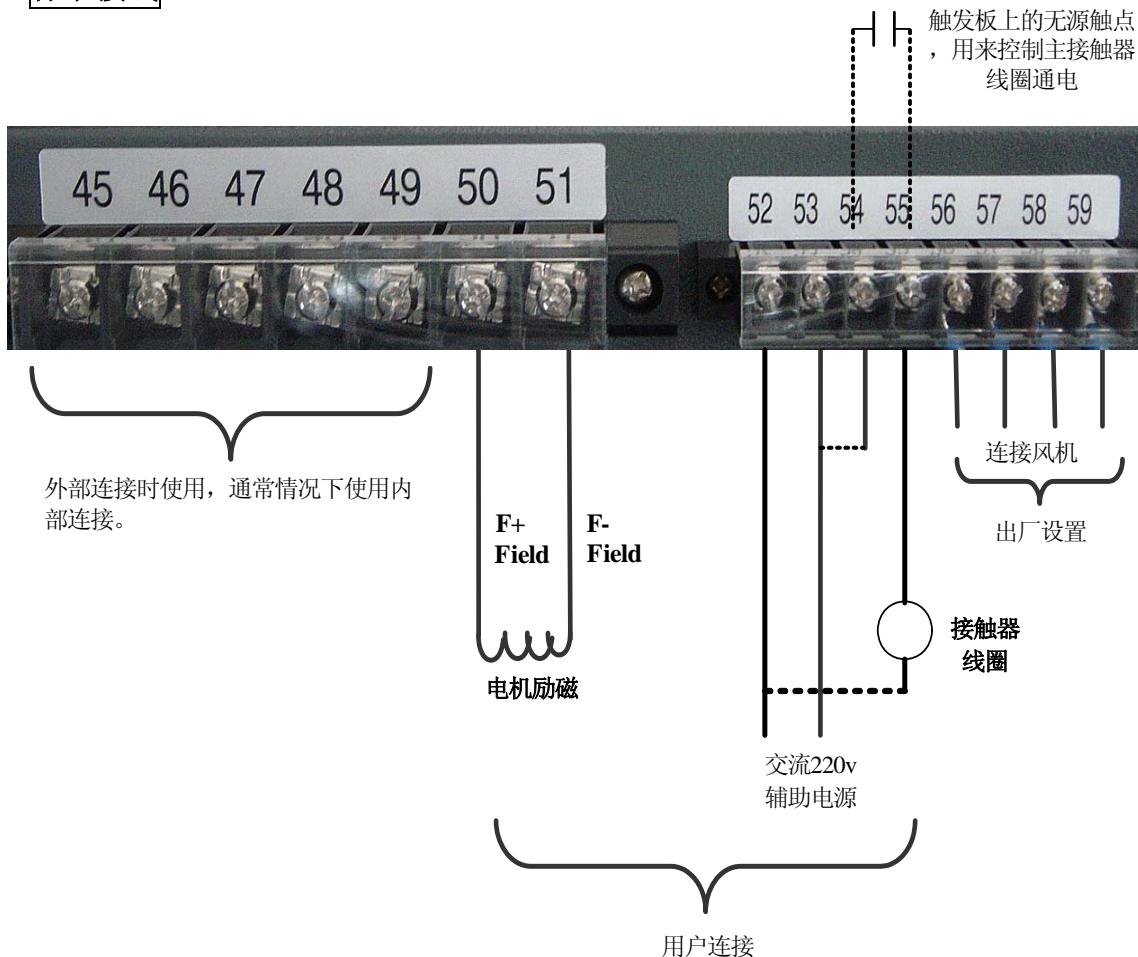 触发板上的无源触点
，用来控制主接触器
线圈通电
45 46 47 48 49 50 51
52 53 54 55 56 57 58 59
外部连接时使用，通常情况下使用内
部连接。
F+
Field
F-
Field
电机励磁
连接风机
出厂设置
接触器
线圈
交流220v
辅助电源
用户连接